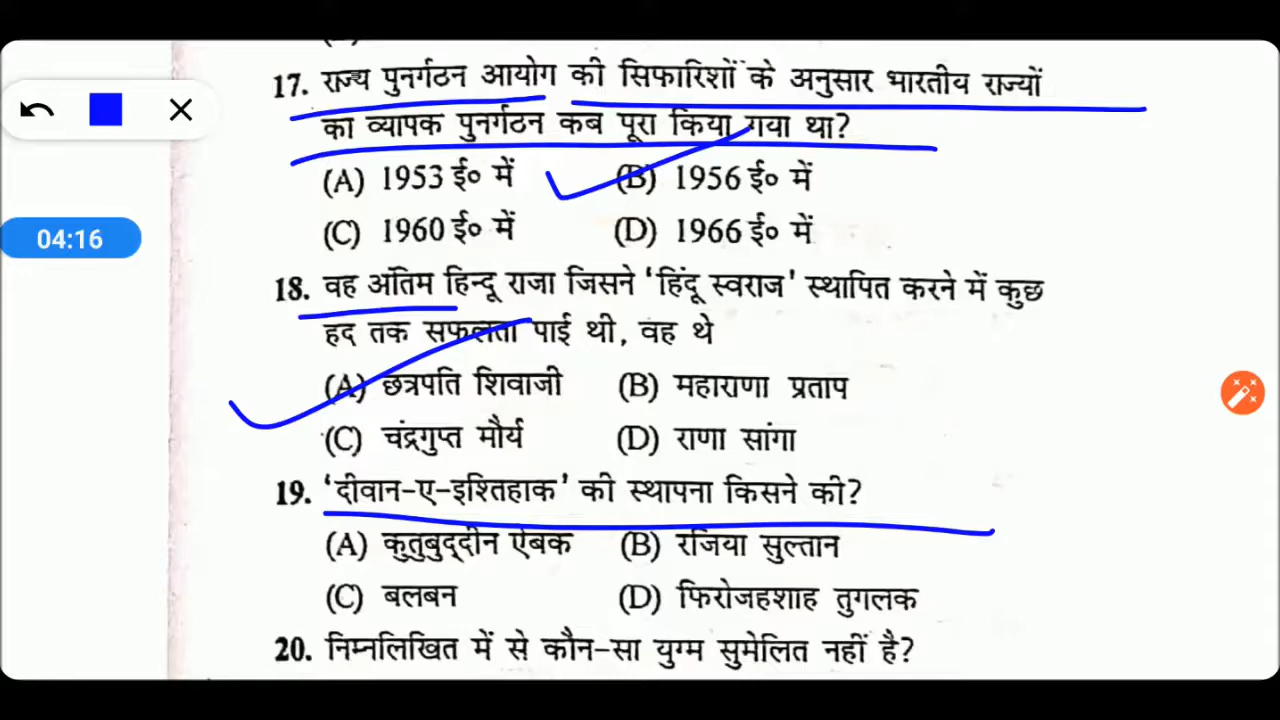 17. राज्य पुनर्गठन आयोग की सिफारिशों के अनुसार भारतीय राज्यों
का व्यापक पुनर्गठन कब पूरा किया गया था?
(A) 1953 ई० में (B) 1956 ई० में
(C) 1960 ई० में (D) 1966 ई० में
04:16
18. वह अंतिम हिन्दू राजा जिसने 'हिंदू स्वराज' स्थापित करने में कुछ
हद तक सफलता पाई थी, वह थे
(A) छत्रपति शिवाजी (B) महाराणा प्रताप
(C) चंद्रगुप्त मौर्य (D) राणा सांगा
19. 'दीवान-ए-इश्तिहाक' की स्थापना किसने की?
(A) कुतुबुद्दीन ऐबक (B) रजिया सुल्तान
(C) बलबन (D) फिरोजहशाह तुगलक
20. निम्नलिखित में से कौन-सा युग्म सुमेलित नहीं है?